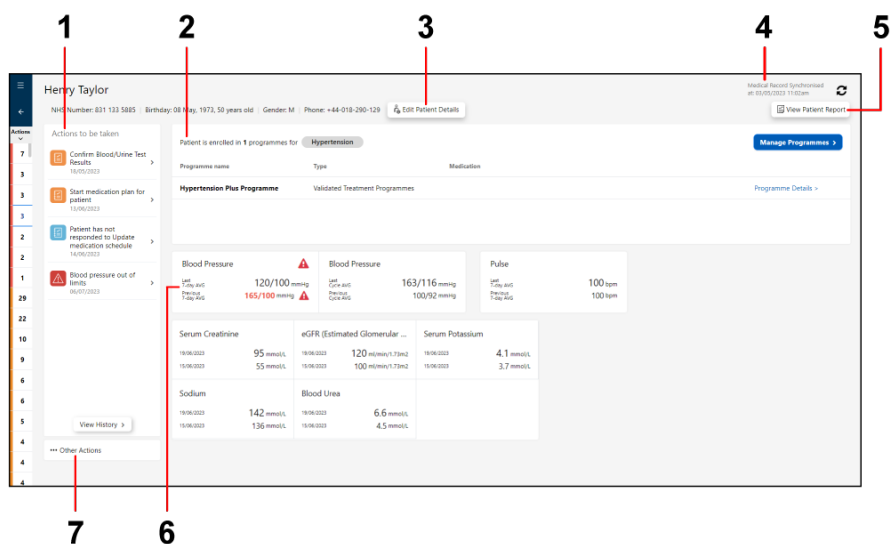 1 2 3 4 5
Henry Taylor
Medical Record Synchronised
at: 03/05/2023 11:02am
NHS Number: 831 133 5885 | Birthday: 08 May, 1973, 50 years old | Gender: M | Phone: +44-018-290-129 Edit Patient Details View Patient Report
Actions
7
3
3
3
2
2
1
29
22
10
9
6
6
5
4
4
4
Actions to be taken
Confirm Blood/Urine Test
Results
18/05/2023
Start medication plan for
patient
13/06/2023
Patient has not
responded to Update
medication schedule
14/06/2023
Blood pressure out of
limits
06/07/2023
View History >
••• Other Actions
Patient is enrolled in 1 programmes for Hypertension Manage Programmes >
Programme name Type Medication
Hypertension Plus Programme Validated Treatment Programmes Programme Details >
Blood Pressure
Last
7-day AVG 120/100 mmHg
Previous
7-day AVG 165/100 mmHg
Blood Pressure
Last
Cycle AVG 163/116 mmHg
Previous
Cycle AVG 100/92 mmHg
Pulse
Last
7-day AVG 100 bpm
Previous
7-day AVG 100 bpm
Serum Creatinine
19/06/2023 95 mmol/L
15/06/2023 55 mmol/L
eGFR (Estimated Glomerular ...
19/06/2023 120 ml/min/1.73m2
15/06/2023 100 ml/min/1.73m2
Serum Potassium
19/06/2023 4.1 mmol/L
15/06/2023 3.7 mmol/L
Sodium
19/06/2023 142 mmol/L
15/06/2023 136 mmol/L
Blood Urea
19/06/2023 6.6 mmol/L
15/06/2023 4.5 mmol/L
7 6